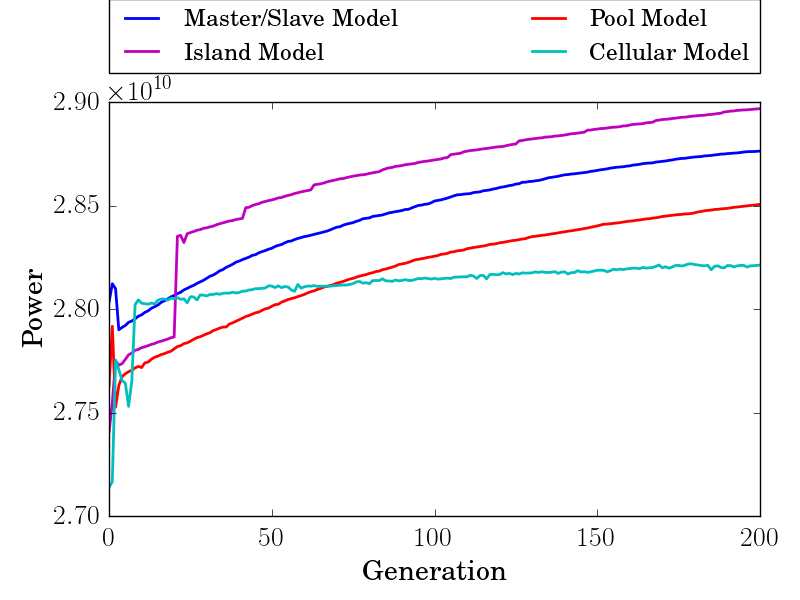 Master/Slave Model Pool Model
Island Model Cellular Model
×10^10
2.90
2.85
2.80
2.75
2.70
Power
0 50 100 150 200
Generation